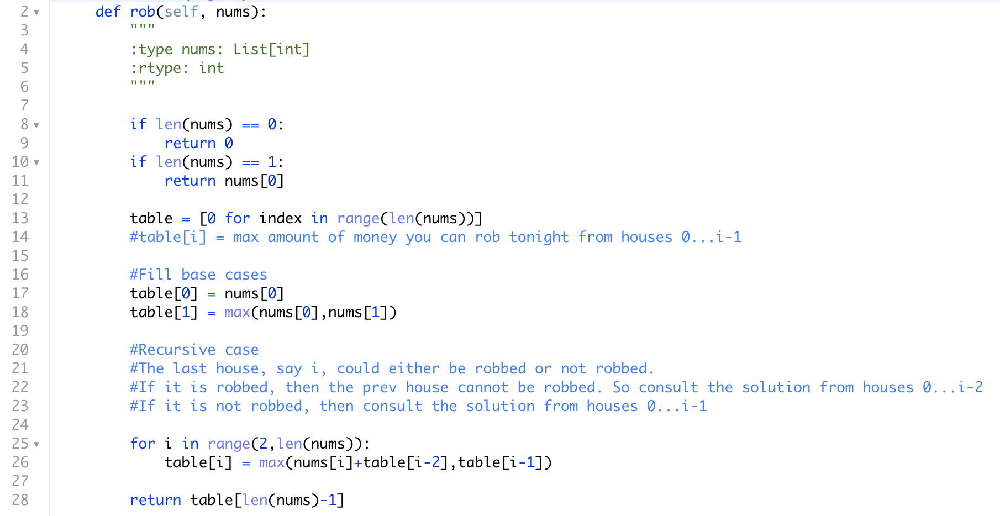 2 def rob(self, nums):
3 """
4 :type nums: List[int]
5 :rtype: int
6 """
7
8 if len(nums) == 0:
9 return 0
10 if len(nums) == 1:
11 return nums[0]
12
13 table = [0 for index in range(len(nums))]
14 #table[i] = max amount of money you can rob tonight from houses 0...i-1
15
16 #Fill base cases
17 table[0] = nums[0]
18 table[1] = max(nums[0],nums[1])
19
20 #Recursive case
21 #The last house, say i, could either be robbed or not robbed.
22 #If it is robbed, then the prev house cannot be robbed. So consult the solution from houses 0...i-2
23 #If it is not robbed, then consult the solution from houses 0...i-1
24
25 for i in range(2,len(nums)):
26 table[i] = max(nums[i]+table[i-2],table[i-1])
27
28 return table[len(nums)-1]